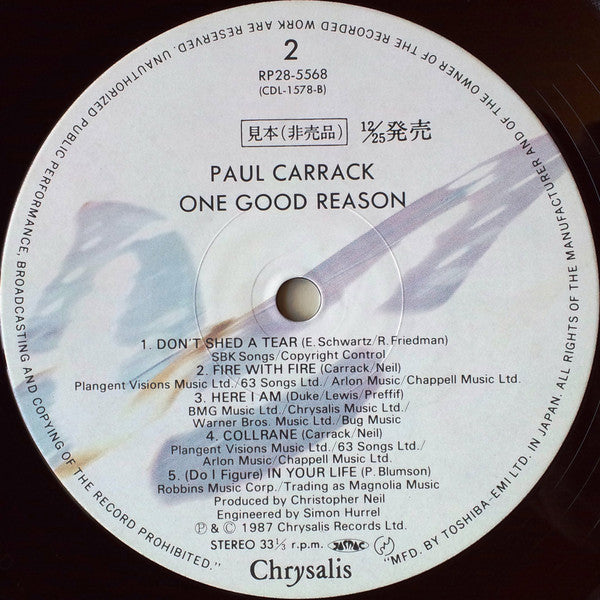 2
RP28-5568
(CDL-1578-B)
見本(非売品) 12/25発売
PAUL CARRACK
ONE GOOD REASON
1. DON'T SHED A TEAR (E. Schwartz/R. Friedman)
SBK Songs/Copyright Control
2. FIRE WITH FIRE (Carrack/Neil)
Plangent Visions Music Ltd./63 Songs Ltd./Arlon Music/Chappell Music Ltd.
3. HERE I AM (Duke/Lewis/Preffif)
BMG Music Ltd./Chrysalis Music Ltd./
Warner Bros. Music Ltd./Bug Music
4. COLLRANE (Carrack/Neil)
Plangent Visions Music Ltd./63 Songs Ltd./
Arlon Music/Chappell Music Ltd.
5. (Do I Figure) IN YOUR LIFE (P. Blumson)
Robbins Music Corp./Trading as Magnolia Music
Produced by Christopher Neil
Engineered by Simon Hurrel
Ⓟ & © 1987 Chrysalis Records Ltd.
STEREO 33⅓ r.p.m. JASRAC
Chrysalis
"MFD. BY TOSHIBA-EMI LTD. IN JAPAN. ALL RIGHTS OF THE MANUFACTURER AND OF THE OWNER OF THE RECORDED WORK ARE RESERVED. UNAUTHORIZED PUBLIC PERFORMANCE, BROADCASTING AND COPYING OF THE RECORD PROHIBITED."